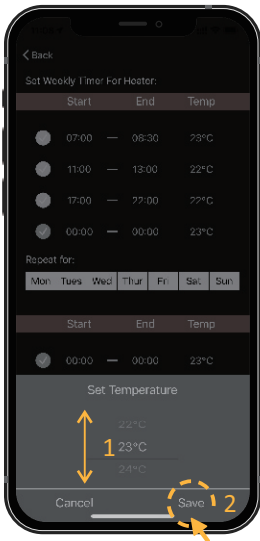 Back
Set Weekly Timer For Heater:
Start End Temp
07:00 — 08:30 23°C
11:00 — 13:00 22°C
17:00 — 22:00 22°C
00:00 — 00:00 23°C
Repeat for:
Mon Tues Wed Thur Fri Sat Sun
Start End Temp
00:00 — 00:00 23°C
Set Temperature
22°C
1 23°C
24°C
Cancel Save 2